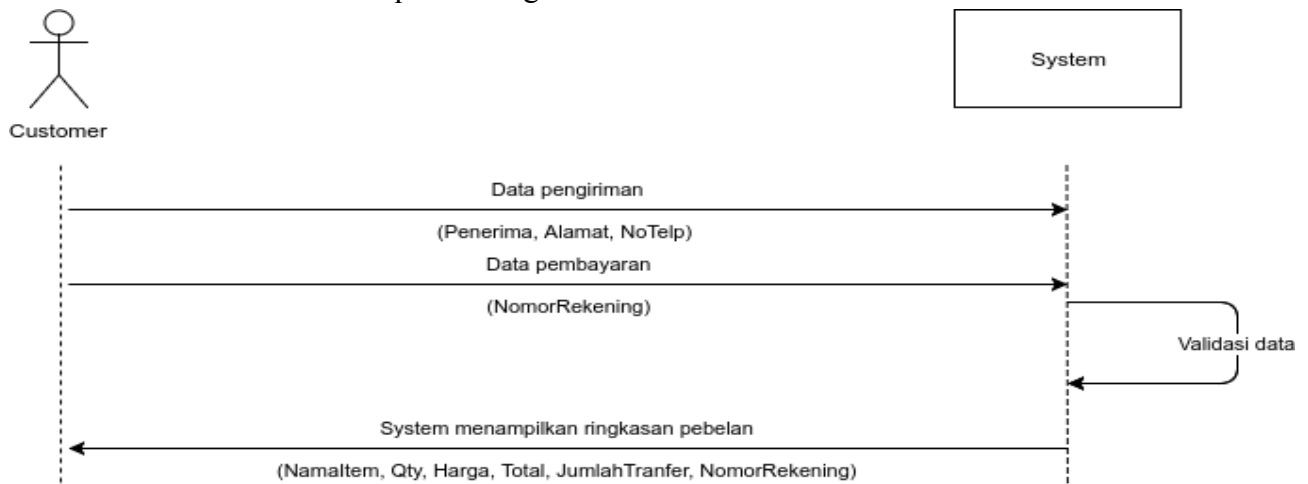 System
Customer
Data pengiriman
(Penerima, Alamat, NoTelp)
Data pembayaran
(NomorRekening)
Validasi data
System menampilkan ringkasan pebelan
(NamaItem, Qty, Harga, Total, JumlahTranfer, NomorRekening)